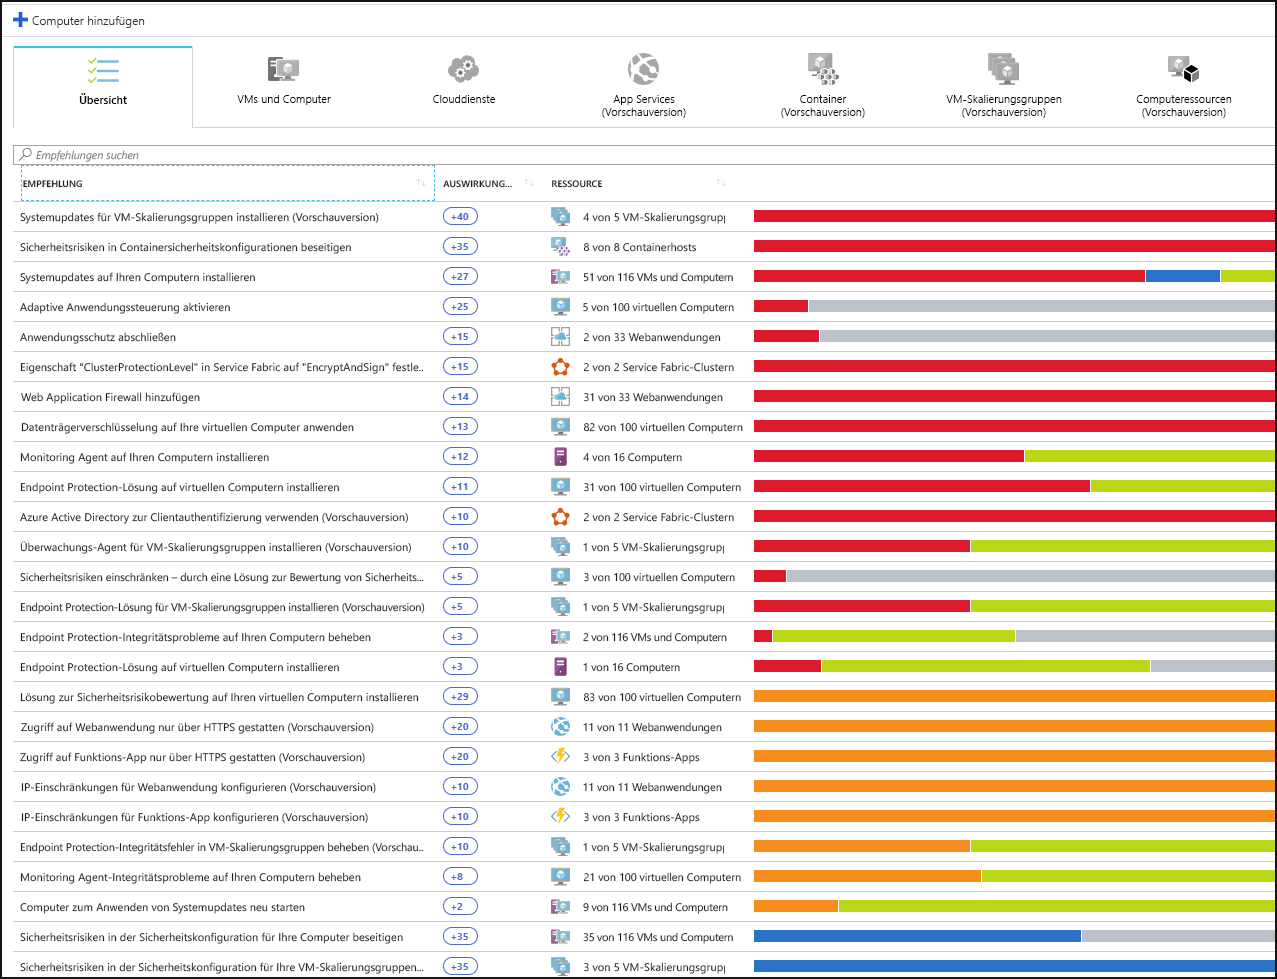 Computer hinzufügen
Übersicht
VMs und Computer
Clouddienste
App Services
(Vorschauversion)
Container
(Vorschauversion)
VM-Skalierungsgruppen
(Vorschauversion)
Computeressourcen
(Vorschauversion)
Empfehlungen suchen
EMPFEHLUNG AUSWIRKUNG... RESSOURCE
Systemupdates für VM-Skalierungsgruppen installieren (Vorschauversion) +40 4 von 5 VM-Skalierungsgrup
Sicherheitsrisiken in Containersicherheitskonfigurationen beseitigen +35 8 von 8 Containerhosts
Systemupdates auf Ihren Computern installieren +27 51 von 116 VMs und Computern
Adaptive Anwendungssteuerung aktivieren +25 5 von 100 virtuellen Computern
Anwendungsschutz abschließen +15 2 von 33 Webanwendungen
Eigenschaft "ClusterProtectionLevel" in Service Fabric auf "EncryptAndSign" festle.. +15 2 von 2 Service Fabric-Clustern
Web Application Firewall hinzufügen +14 31 von 33 Webanwendungen
Datenträgerverschlüsselung auf Ihre virtuellen Computer anwenden +13 82 von 100 virtuellen Computern
Monitoring Agent auf Ihren Computern installieren +12 4 von 16 Computern
Endpoint Protection-Lösung auf virtuellen Computern installieren +11 31 von 100 virtuellen Computern
Azure Active Directory zur Clientauthentifizierung verwenden (Vorschauversion) +10 2 von 2 Service Fabric-Clustern
Überwachungs-Agent für VM-Skalierungsgruppen installieren (Vorschauversion) +10 1 von 5 VM-Skalierungsgrup
Sicherheitsrisiken einschränken – durch eine Lösung zur Bewertung von Sicherheits... +5 3 von 100 virtuellen Computern
Endpoint Protection-Lösung für VM-Skalierungsgruppen installieren (Vorschauversion) +5 1 von 5 VM-Skalierungsgrup
Endpoint Protection-Integritätsprobleme auf Ihren Computern beheben +3 2 von 116 VMs und Computern
Endpoint Protection-Lösung auf virtuellen Computern installieren +3 1 von 16 Computern
Lösung zur Sicherheitsrisikobewertung auf Ihren virtuellen Computern installieren +29 83 von 100 virtuellen Computern
Zugriff auf Webanwendung nur über HTTPS gestatten (Vorschauversion) +20 11 von 11 Webanwendungen
Zugriff auf Funktions-App nur über HTTPS gestatten (Vorschauversion) +20 3 von 3 Funktions-Apps
IP-Einschränkungen für Webanwendung konfigurieren (Vorschauversion) +10 11 von 11 Webanwendungen
IP-Einschränkungen für Funktions-App konfigurieren (Vorschauversion) +10 3 von 3 Funktions-Apps
Endpoint Protection-Integritätsfehler in VM-Skalierungsgruppen beheben (Vorschau.. +10 1 von 5 VM-Skalierungsgrup
Monitoring Agent-Integritätsprobleme auf Ihren Computern beheben +8 21 von 100 virtuellen Computern
Computer zum Anwenden von Systemupdates neu starten +2 9 von 116 VMs und Computern
Sicherheitsrisiken in der Sicherheitskonfiguration für Ihre Computer beseitigen +35 35 von 116 VMs und Computern
Sicherheitsrisiken in der Sicherheitskonfiguration für Ihre VM-Skalierungsgruppen... +35 3 von 5 VM-Skalierungsgrup